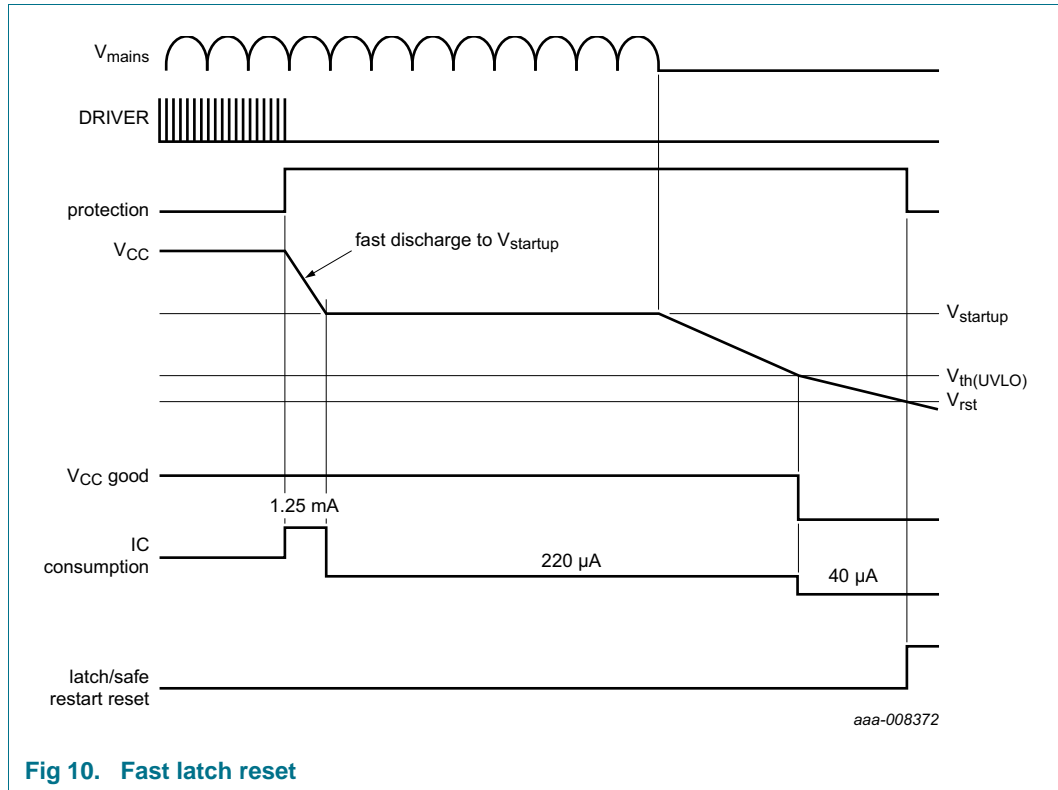 Vmains
DRIVER
protection
VCC
fast discharge to Vstartup
Vstartup
Vth(UVLO)
Vrst
VCC good
1.25 mA
IC
consumption
220 µA
40 µA
latch/safe
restart reset
aaa-008372
Fig 10. Fast latch reset